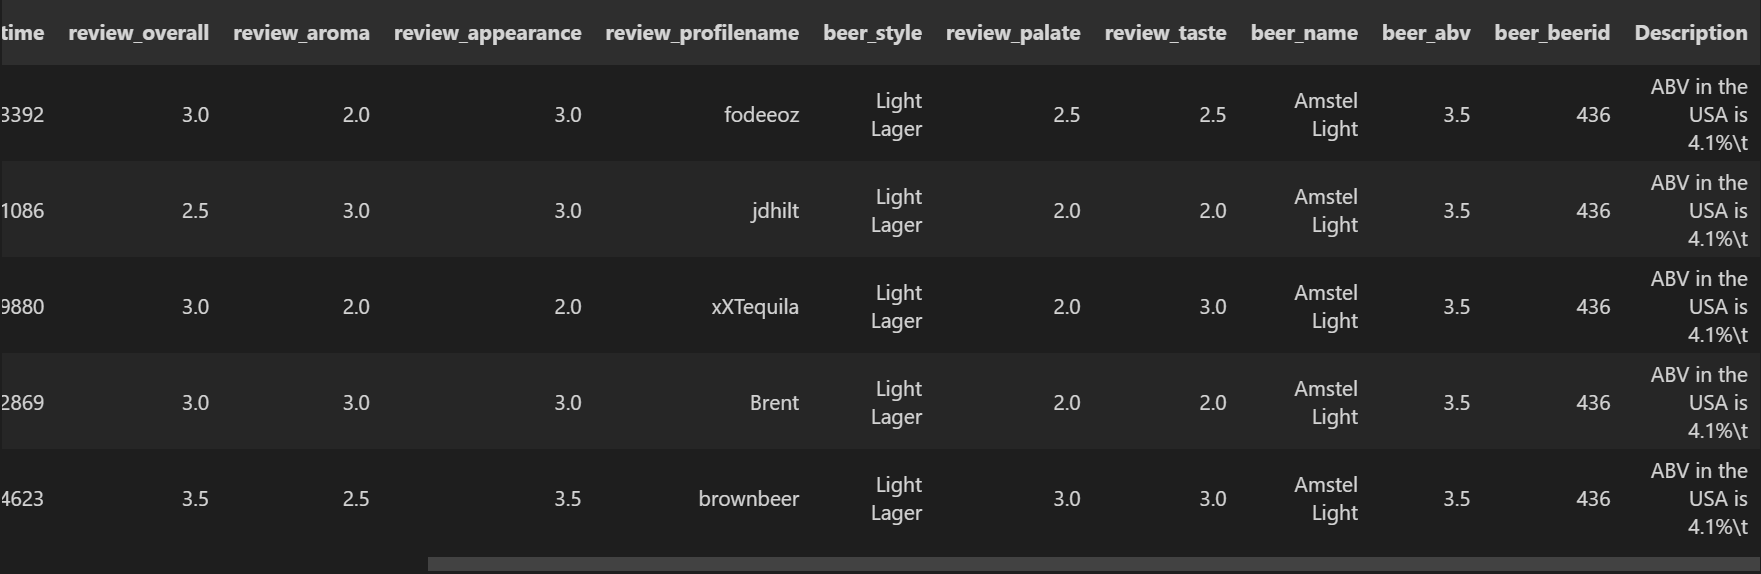 time review_overall review_aroma review_appearance review_profilename beer_style review_palate review_taste beer_name beer_abv beer_beerid Description
3392 3.0 2.0 3.0 fodeeoz Light Lager 2.5 2.5 Amstel Light 3.5 436 ABV in the USA is 4.1%\t
1086 2.5 3.0 3.0 jdhilt Light Lager 2.0 2.0 Amstel Light 3.5 436 ABV in the USA is 4.1%\t
9880 3.0 2.0 2.0 xXTequila Light Lager 2.0 3.0 Amstel Light 3.5 436 ABV in the USA is 4.1%\t
2869 3.0 3.0 3.0 Brent Light Lager 2.0 2.0 Amstel Light 3.5 436 ABV in the USA is 4.1%\t
4623 3.5 2.5 3.5 brownbeer Light Lager 3.0 3.0 Amstel Light 3.5 436 ABV in the USA is 4.1%\t